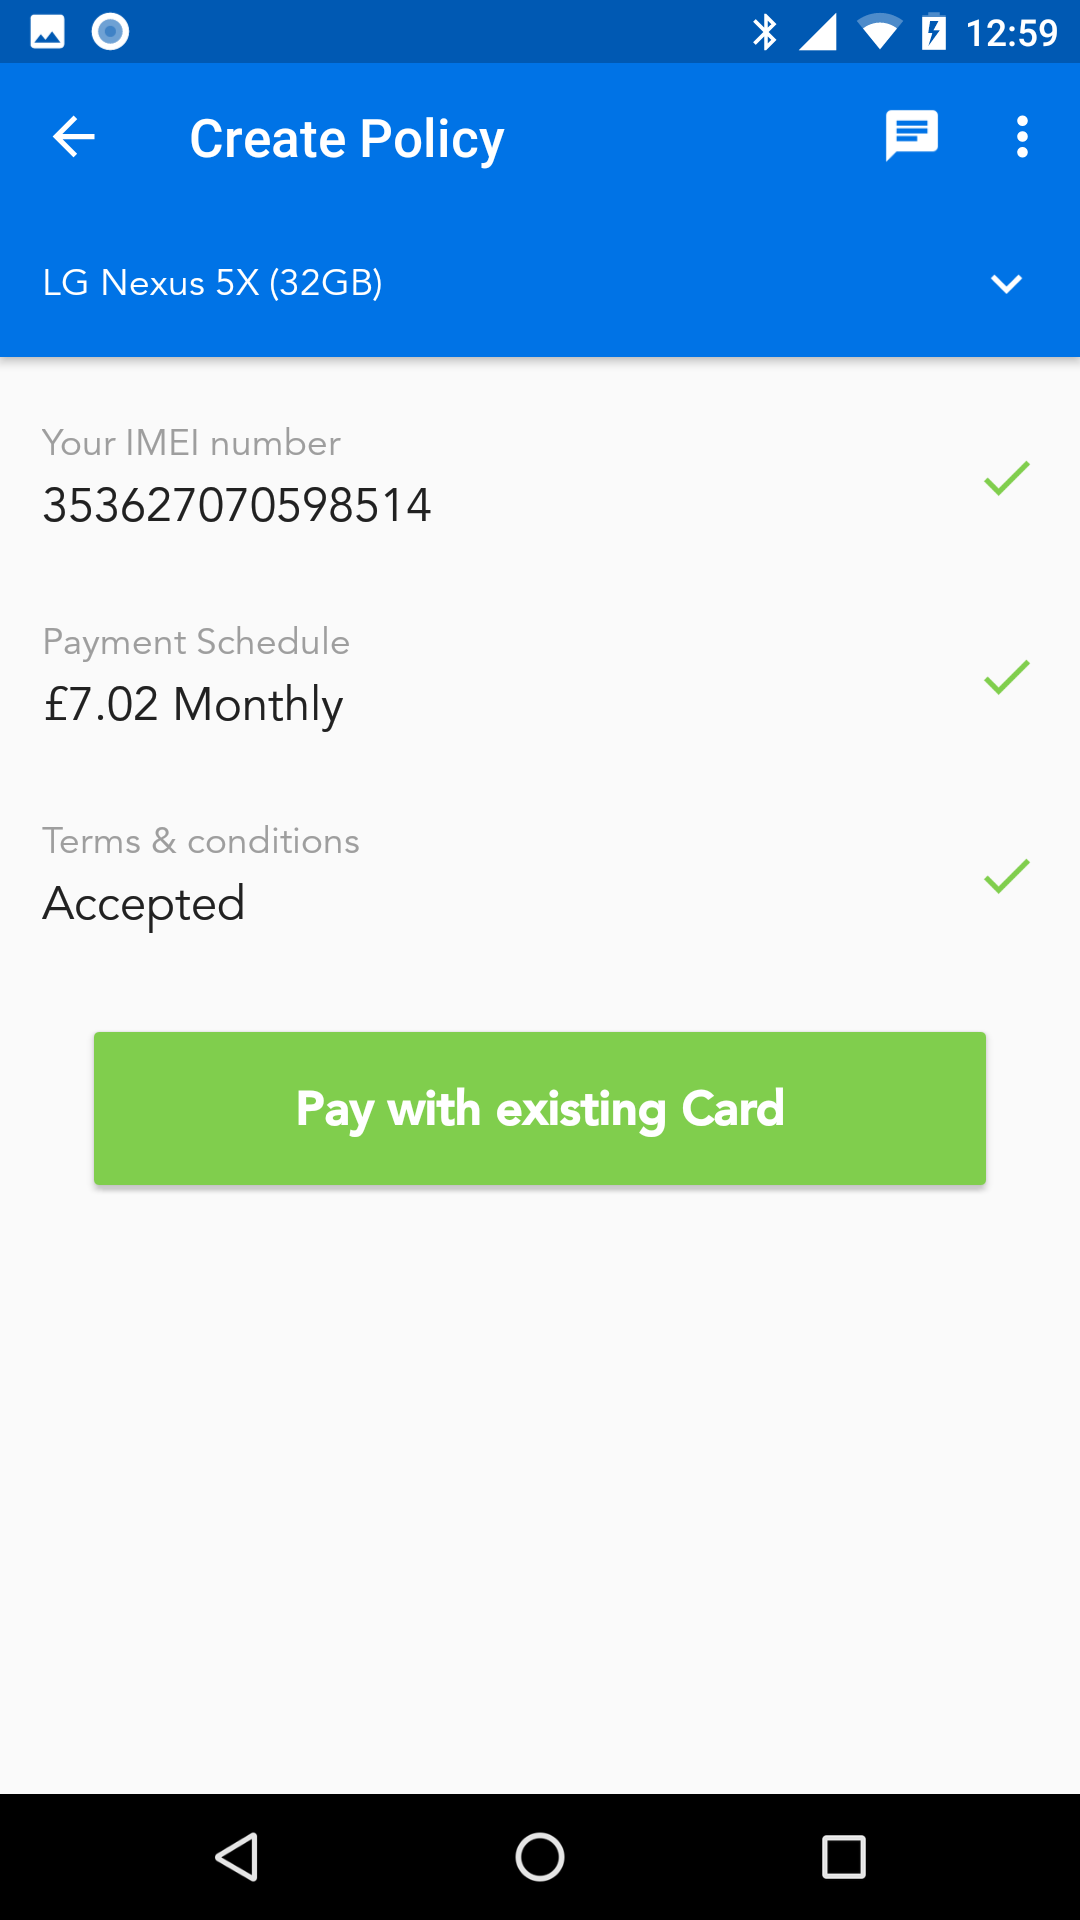 12:59
Create Policy
LG Nexus 5X (32GB)
Your IMEI number
353627070598514
Payment Schedule
£7.02 Monthly
Terms & conditions
Accepted
Pay with existing Card